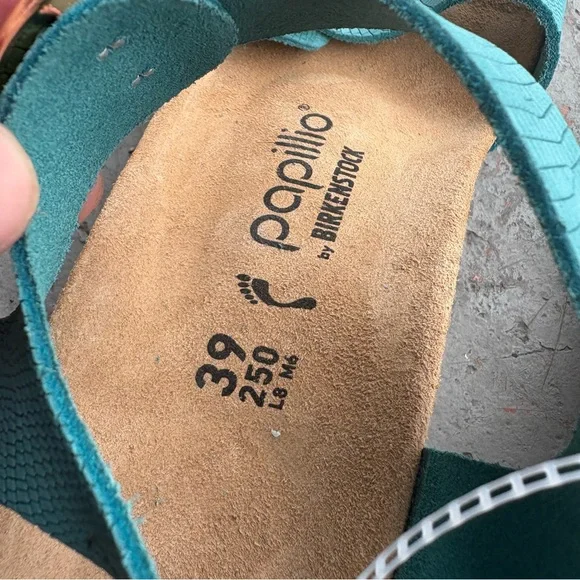 papillio®
by BIRKENSTOCK
39
250
L8 M6